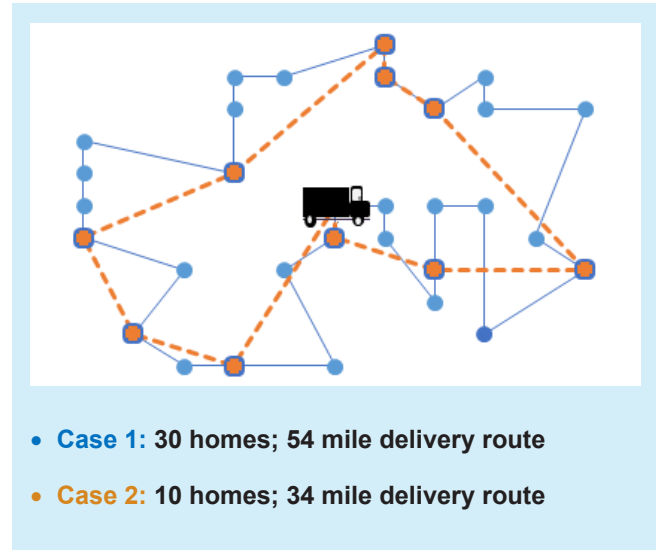 • Case 1: 30 homes; 54 mile delivery route
• Case 2: 10 homes; 34 mile delivery route